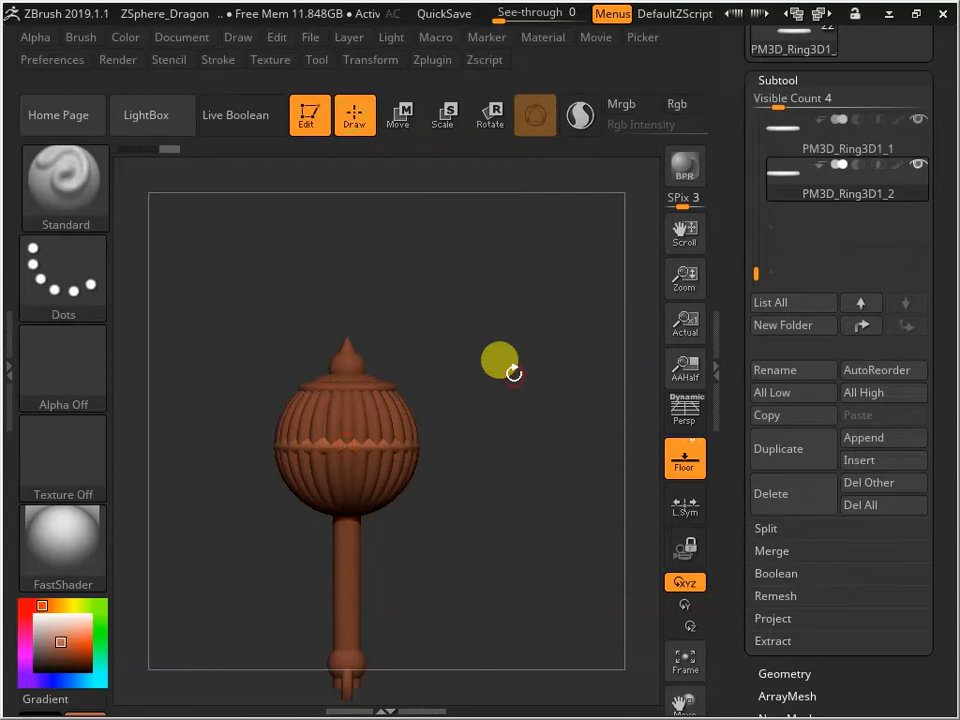 ZBrush 2019.1.1 ZSphere_Dragon .. ● Free Mem 11.848GB ● Activ AC QuickSave See-through 0 Menus DefaultZScript
Alpha Brush Color Document Draw Edit File Layer Light Macro Marker Material Movie Picker
Preferences Render Stencil Stroke Texture Tool Transform Zplugin Zscript
22
PM3D_Ring3D1_
Subtool
Visible Count 4
PM3D_Ring3D1_1
PM3D_Ring3D1_2
Home Page LightBox Live Boolean Edit Draw Move Scale Rotate Mrgb Rgb
Rgb Intensity
Standard
Dots
Alpha Off
Texture Off
FastShader
Gradient
BPR
SPix 3
Scroll
Zoom
Actual
AAHalf
Dynamic
Persp
Floor
L.Sym
XYZ
Y
Z
Frame
Move
List All
New Folder
Rename AutoReorder
All Low All High
Copy Paste
Duplicate Append
Insert
Delete Del Other
Del All
Split
Merge
Boolean
Remesh
Project
Extract
Geometry
ArrayMesh